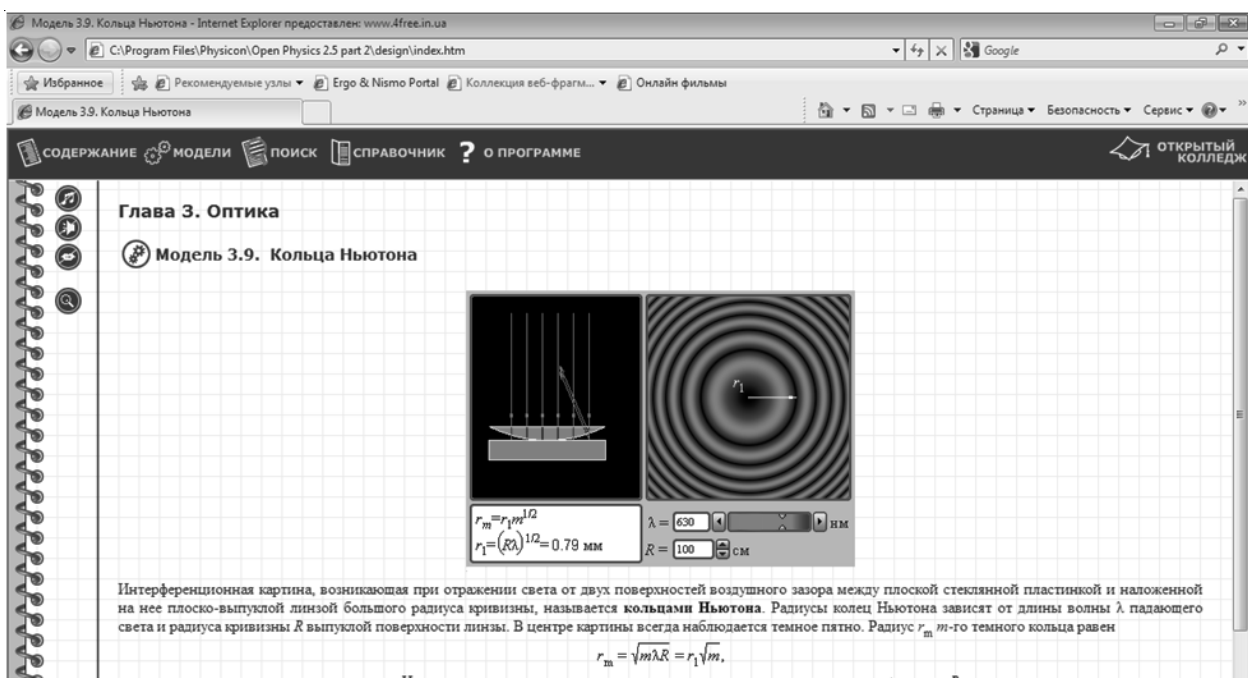 Модель 3.9. Кольца Ньютона - Internet Explorer предоставлен: www.4free.in.ua
C:\Program Files\Physicon\Open Physics 2.5 part 2\design\index.htm
Google
Избранное Рекомендуемые узлы Ergo & Nismo Portal Коллекция веб-фрагм... Онлайн фильмы
Модель 3.9. Кольца Ньютона
Страница Безопасность Сервис »
СОДЕРЖАНИЕ МОДЕЛИ ПОИСК СПРАВОЧНИК ? О ПРОГРАММЕ
ОТКРЫТЫЙ
КОЛЛЕДЖ
Глава 3. Оптика
Модель 3.9. Кольца Ньютона
r₁
rₘ=r₁m^1/2
r₁=(Rλ)^1/2=0.79 мм
λ = 630 нм
R = 100 см
Интерференционная картина, возникающая при отражении света от двух поверхностей воздушного зазора между плоской стеклянной пластинкой и наложенной
на нее плоско-выпуклой линзой большого радиуса кривизны, называется кольцами Ньютона. Радиусы колец Ньютона зависят от длины волны λ падающего
света и радиуса кривизны R выпуклой поверхности линзы. В центре картины всегда наблюдается темное пятно. Радиус rₘ m-го темного кольца равен
rₘ = √mλR = r₁√m,